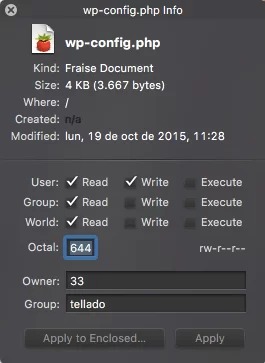 wp-config.php Info
wp-config.php
Kind: Fraise Document
Size: 4 KB (3.667 bytes)
Where: /
Created: n/a
Modified: lun, 19 de oct de 2015, 11:28
User: Read Write Execute
Group: Read Write Execute
World: Read Write Execute
Octal: 644 rw-r--r--
Owner: 33
Group: tellado
Apply to Enclosed... Apply